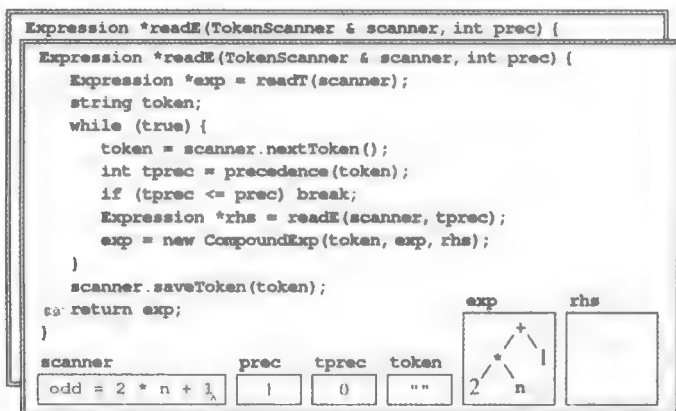 Expression *readE(TokenScanner & scanner, int prec) {
Expression *readE(TokenScanner & scanner, int prec) {
Expression *exp = readT(scanner);
string token;
while (true) {
token = scanner.nextToken();
int tprec = precedence(token);
if (tprec <= prec) break;
Expression *rhs = readE(scanner, tprec);
exp = new CompoundExp(token, exp, rhs);
}
scanner.saveToken(token);
return exp;
}
exp rhs
+
* 1
2 n
scanner prec tprec token
odd = 2 * n + 1^ 1 0 ""